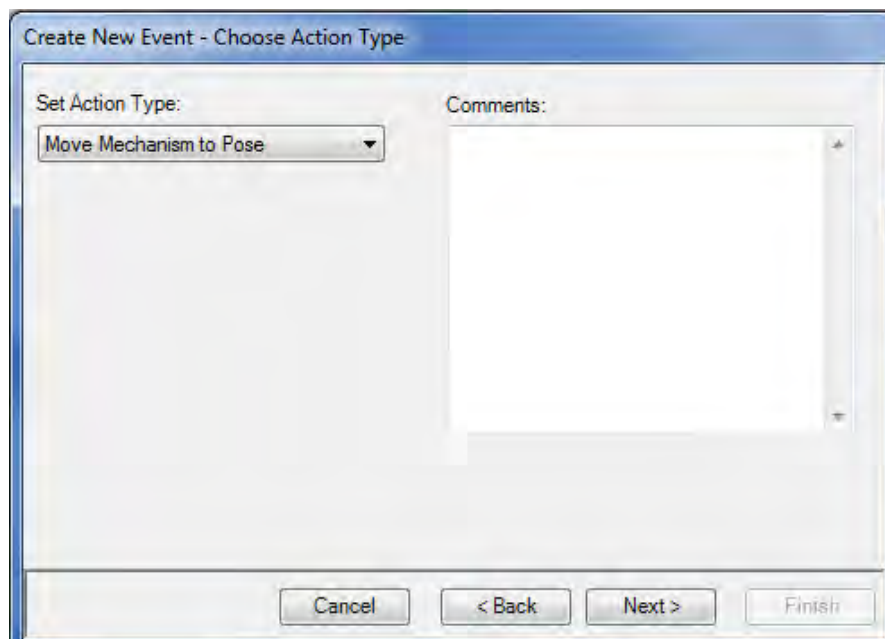 Create New Event - Choose Action Type
Set Action Type:
Comments:
Move Mechanism to Pose
Cancel
< Back
Next >
Finish